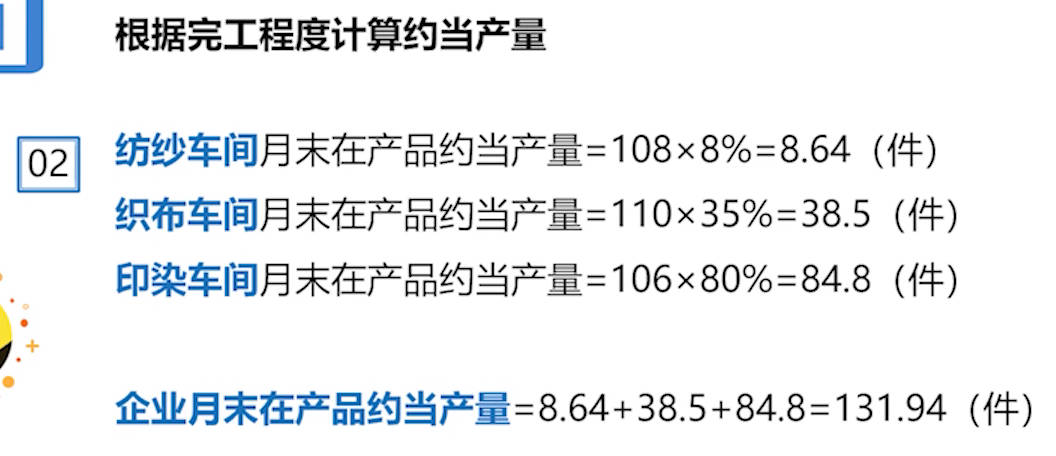 根据完工程度计算约当产量
02
纺纱车间月末在产品约当产量=108×8%=8.64（件）
织布车间月末在产品约当产量=110×35%=38.5（件）
印染车间月末在产品约当产量=106×80%=84.8（件）
企业月末在产品约当产量=8.64+38.5+84.8=131.94（件）